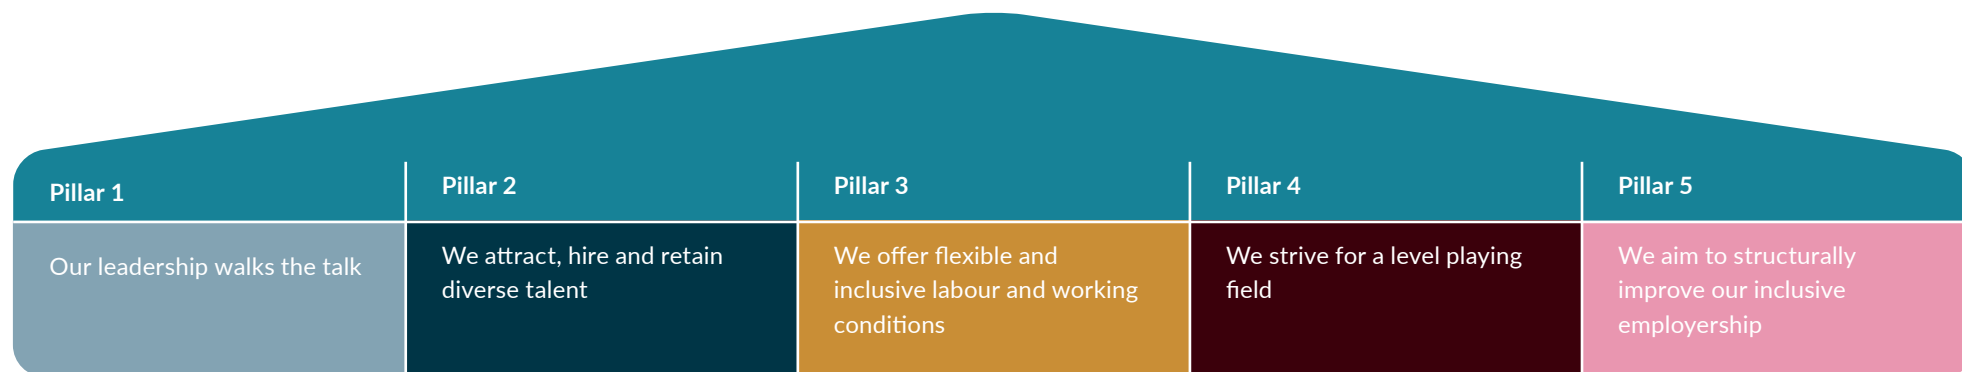 Pillar 1
Our leadership walks the talk
Pillar 2
We attract, hire and retain
diverse talent
Pillar 3
We offer flexible and
inclusive labour and working
conditions
Pillar 4
We strive for a level playing
field
Pillar 5
We aim to structurally
improve our inclusive
employership